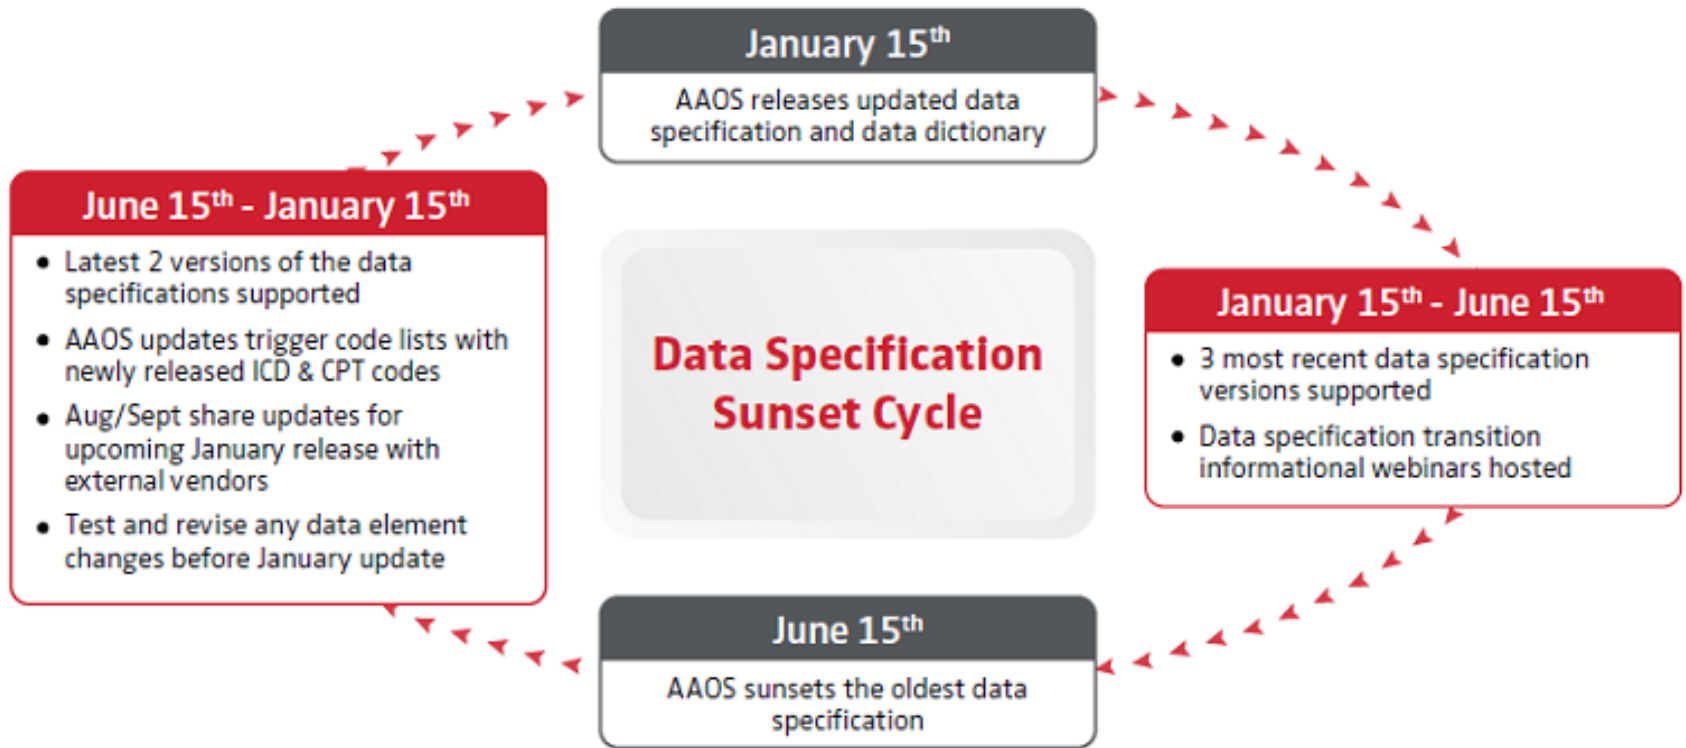 January 15th
AAOS releases updated data
specification and data dictionary
January 15th - June 15th
• 3 most recent data specification
versions supported
• Data specification transition
informational webinars hosted
June 15th
AAOS sunsets the oldest data
specification
June 15th - January 15th
• Latest 2 versions of the data
specifications supported
• AAOS updates trigger code lists with
newly released ICD & CPT codes
• Aug/Sept share updates for
upcoming January release with
external vendors
• Test and revise any data element
changes before January update
Data Specification
Sunset Cycle